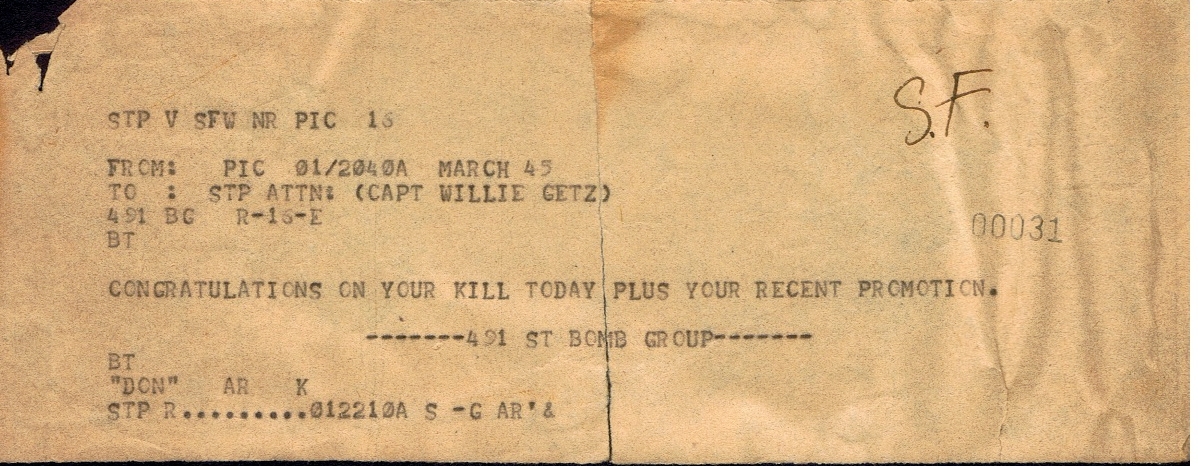 S.F.
STP V SFW NR PIC 16
FROM: PIC 01/2040A MARCH 45
TO : STP ATTN: (CAPT WILLIE GETZ)
491 BG R-16-E
00031
BT
CONGRATULATIONS ON YOUR KILL TODAY PLUS YOUR RECENT PROMOTION.
-------491 ST BOMB GROUP-------
BT
"DON" AR K
STP R..........012210A S -G AR'&